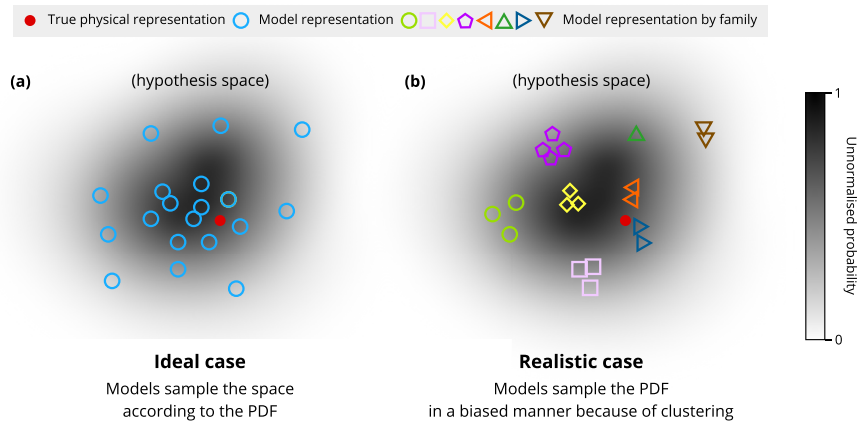 True physical representation Model representation Model representation by family
(a) (hypothesis space)
(b) (hypothesis space)
1
Unnormalised probability
0
Ideal case
Models sample the space
according to the PDF
Realistic case
Models sample the PDF
in a biased manner because of clustering